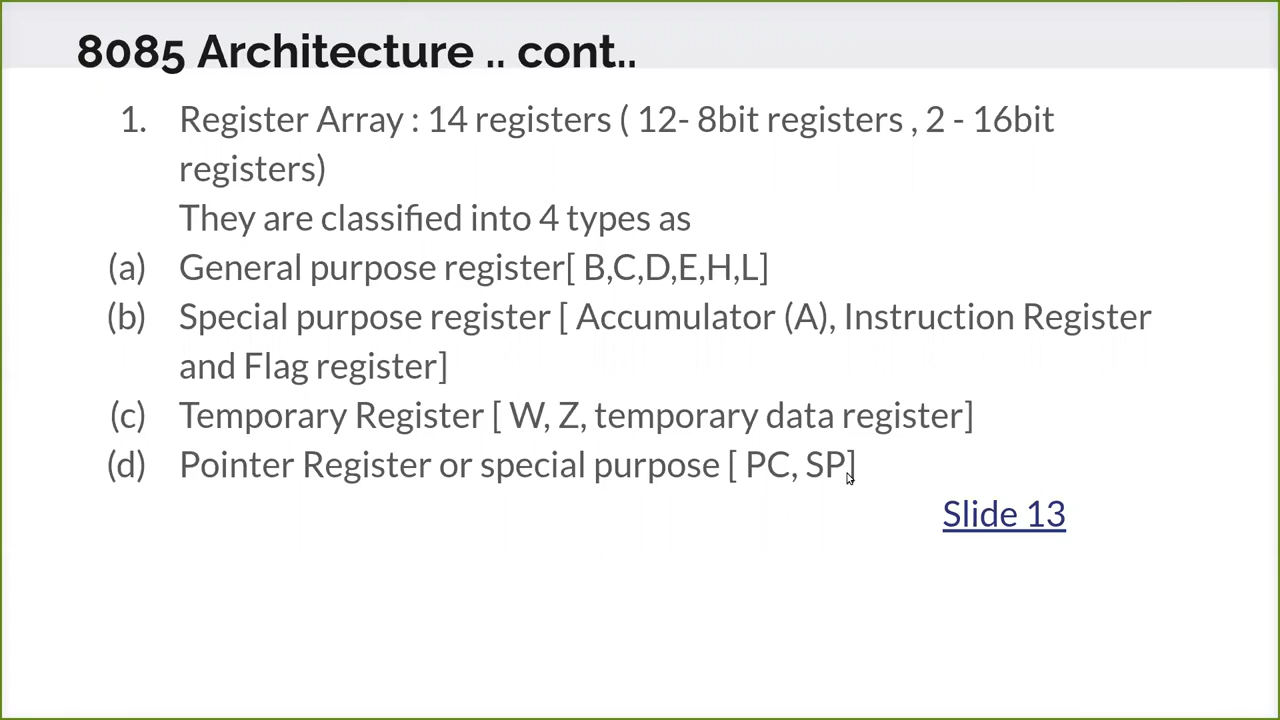 8085 Architecture .. cont..
1. Register Array : 14 registers ( 12- 8bit registers , 2 - 16bit
registers)
They are classified into 4 types as
(a) General purpose register[ B,C,D,E,H,L]
(b) Special purpose register [ Accumulator (A), Instruction Register
and Flag register]
(c) Temporary Register [ W, Z, temporary data register]
(d) Pointer Register or special purpose [ PC, SP]
Slide 13